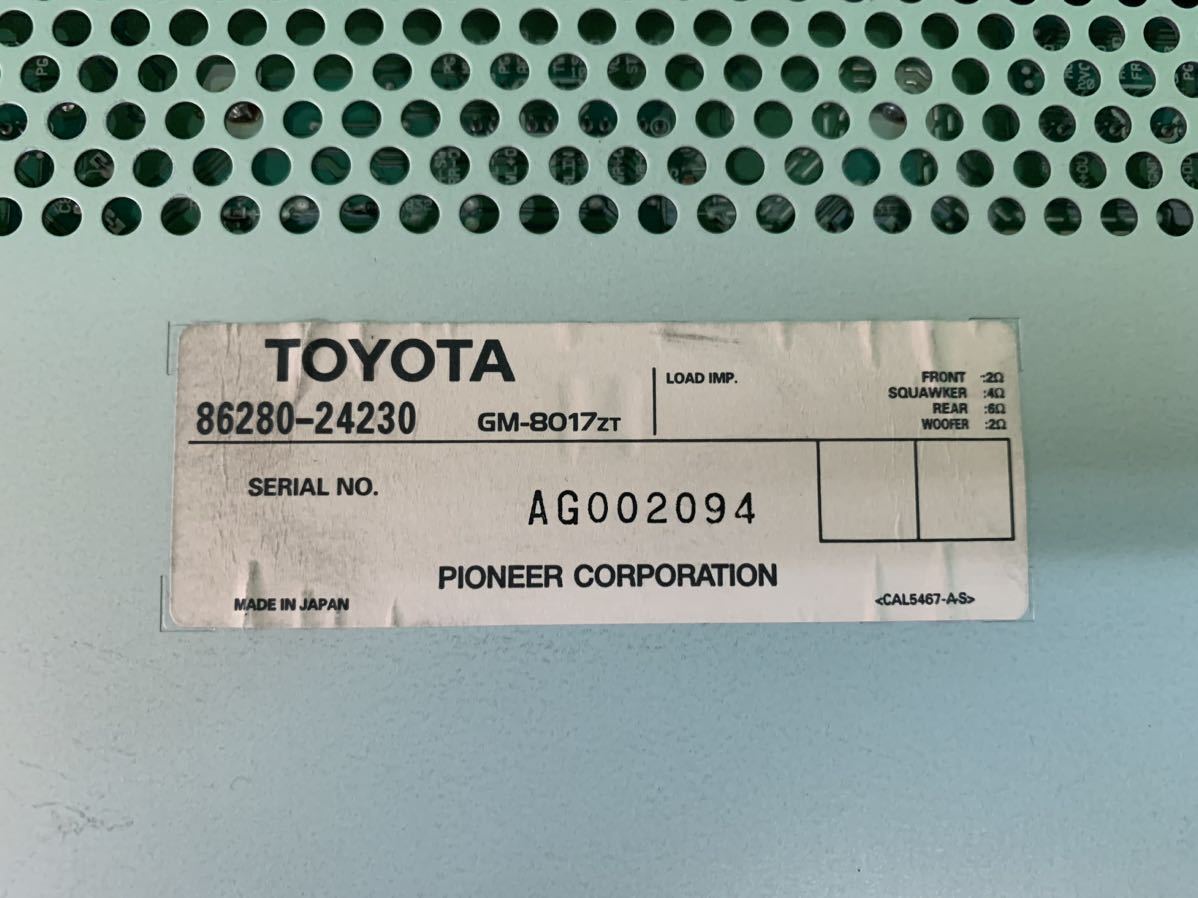 TOYOTA
86280-24230
GM-8017ZT
LOAD IMP.
FRONT :2Ω
SQUAWKER :4Ω
REAR :6Ω
WOOFER :2Ω
SERIAL NO.
AG002094
PIONEER CORPORATION
MADE IN JAPAN
<CAL5467-A-S>